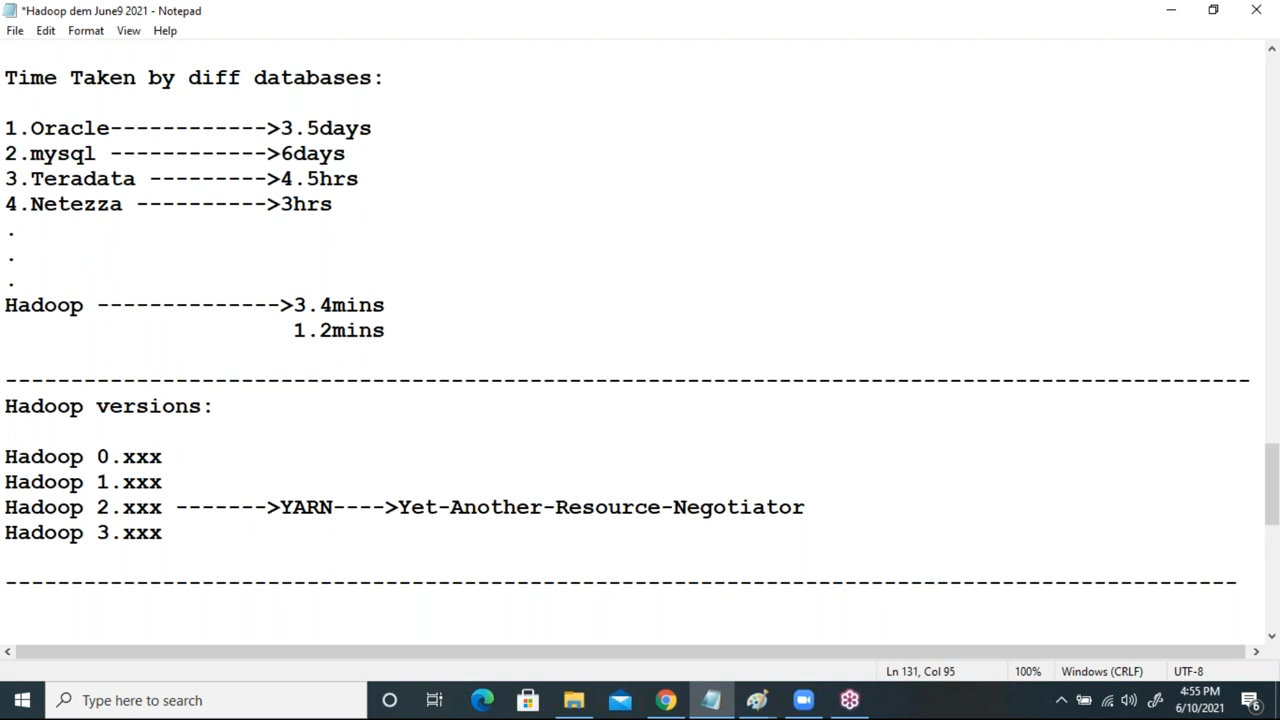 *Hadoop dem June9 2021 - Notepad
File Edit Format View Help
Time Taken by diff databases:
1.Oracle------------>3.5days
2.mysql ------------>6days
3.Teradata --------->4.5hrs
4.Netezza ---------->3hrs
.
.
.
Hadoop -------------->3.4mins
1.2mins
-----------------------------------------------------------------------------------------------
Hadoop versions:
Hadoop 0.xxx
Hadoop 1.xxx
Hadoop 2.xxx ------->YARN---->Yet-Another-Resource-Negotiator
Hadoop 3.xxx
----------------------------------------------------------------------------------------------
Ln 131, Col 95 100% Windows (CRLF) UTF-8
Type here to search
4:55 PM
6/10/2021
6